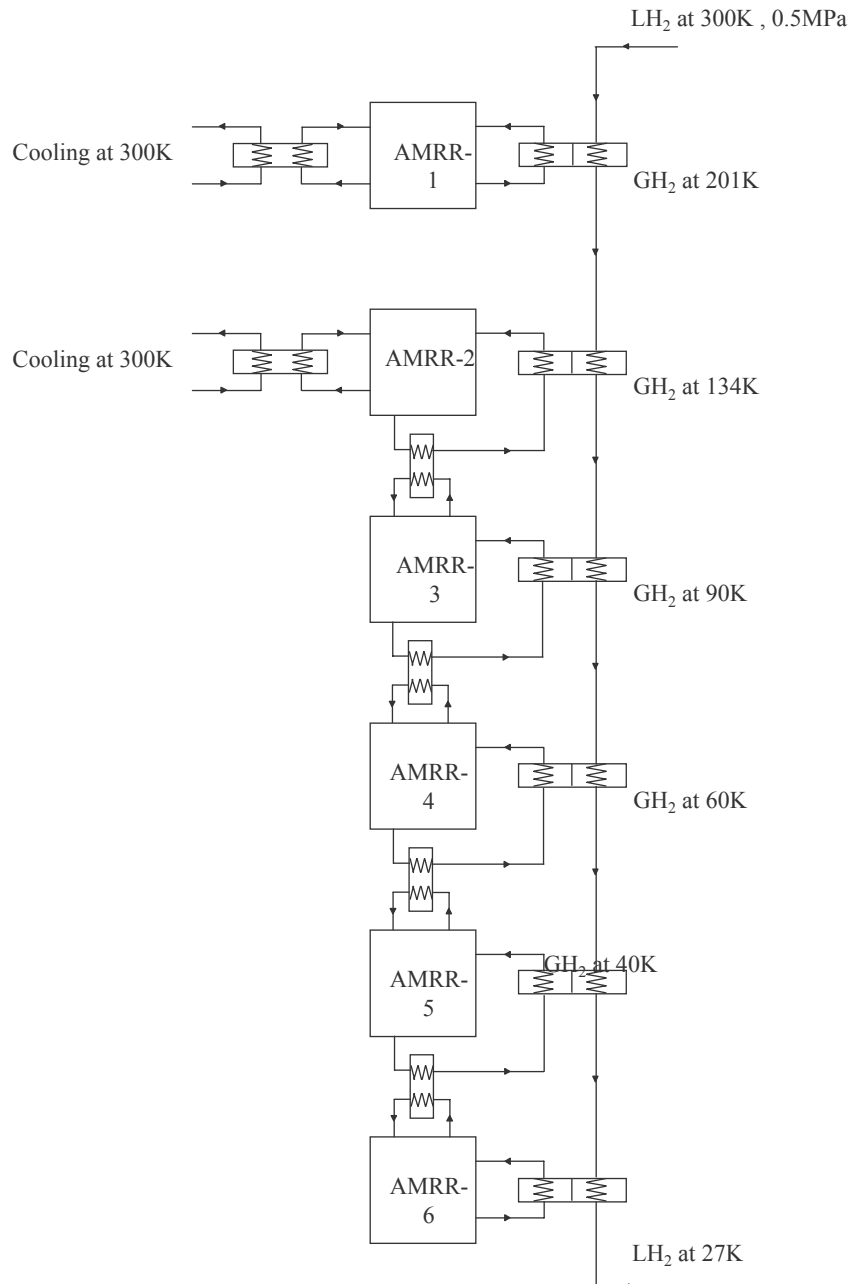 LH₂ at 300K , 0.5MPa
Cooling at 300K
AMRR-
1
GH₂ at 201K
Cooling at 300K
AMRR-2
GH₂ at 134K
AMRR-
3
GH₂ at 90K
AMRR-
4
GH₂ at 60K
GH₂ at 40K
AMRR-
5
AMRR-
6
LH₂ at 27K